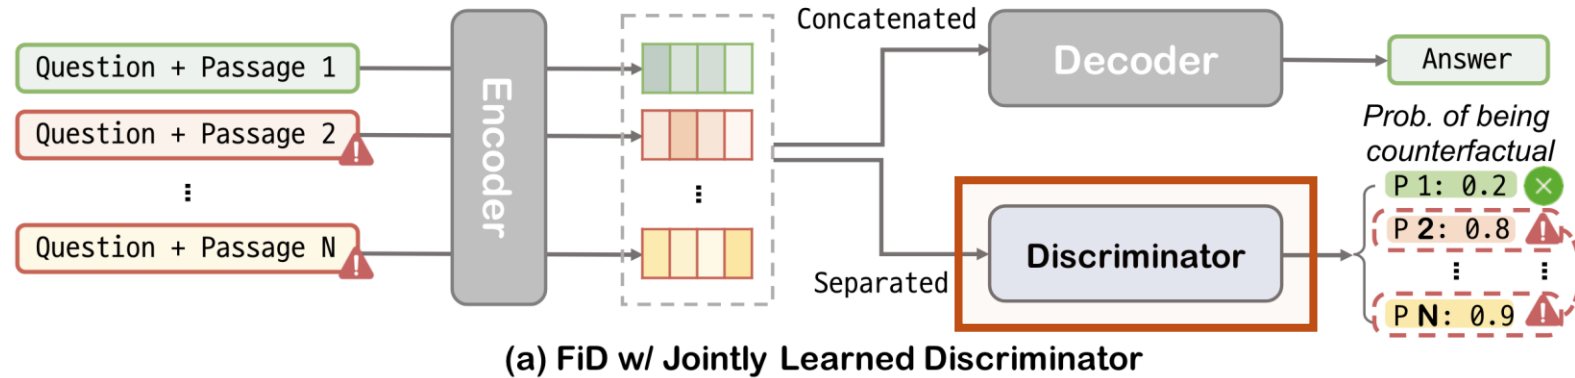 Question + Passage 1
Question + Passage 2
⋮
Question + Passage N
Encoder
Concatenated
Separated
Decoder
Discriminator
Answer
Prob. of being
counterfactual
P 1: 0.2
P 2: 0.8
⋮
P N: 0.9
(a) FiD w/ Jointly Learned Discriminator